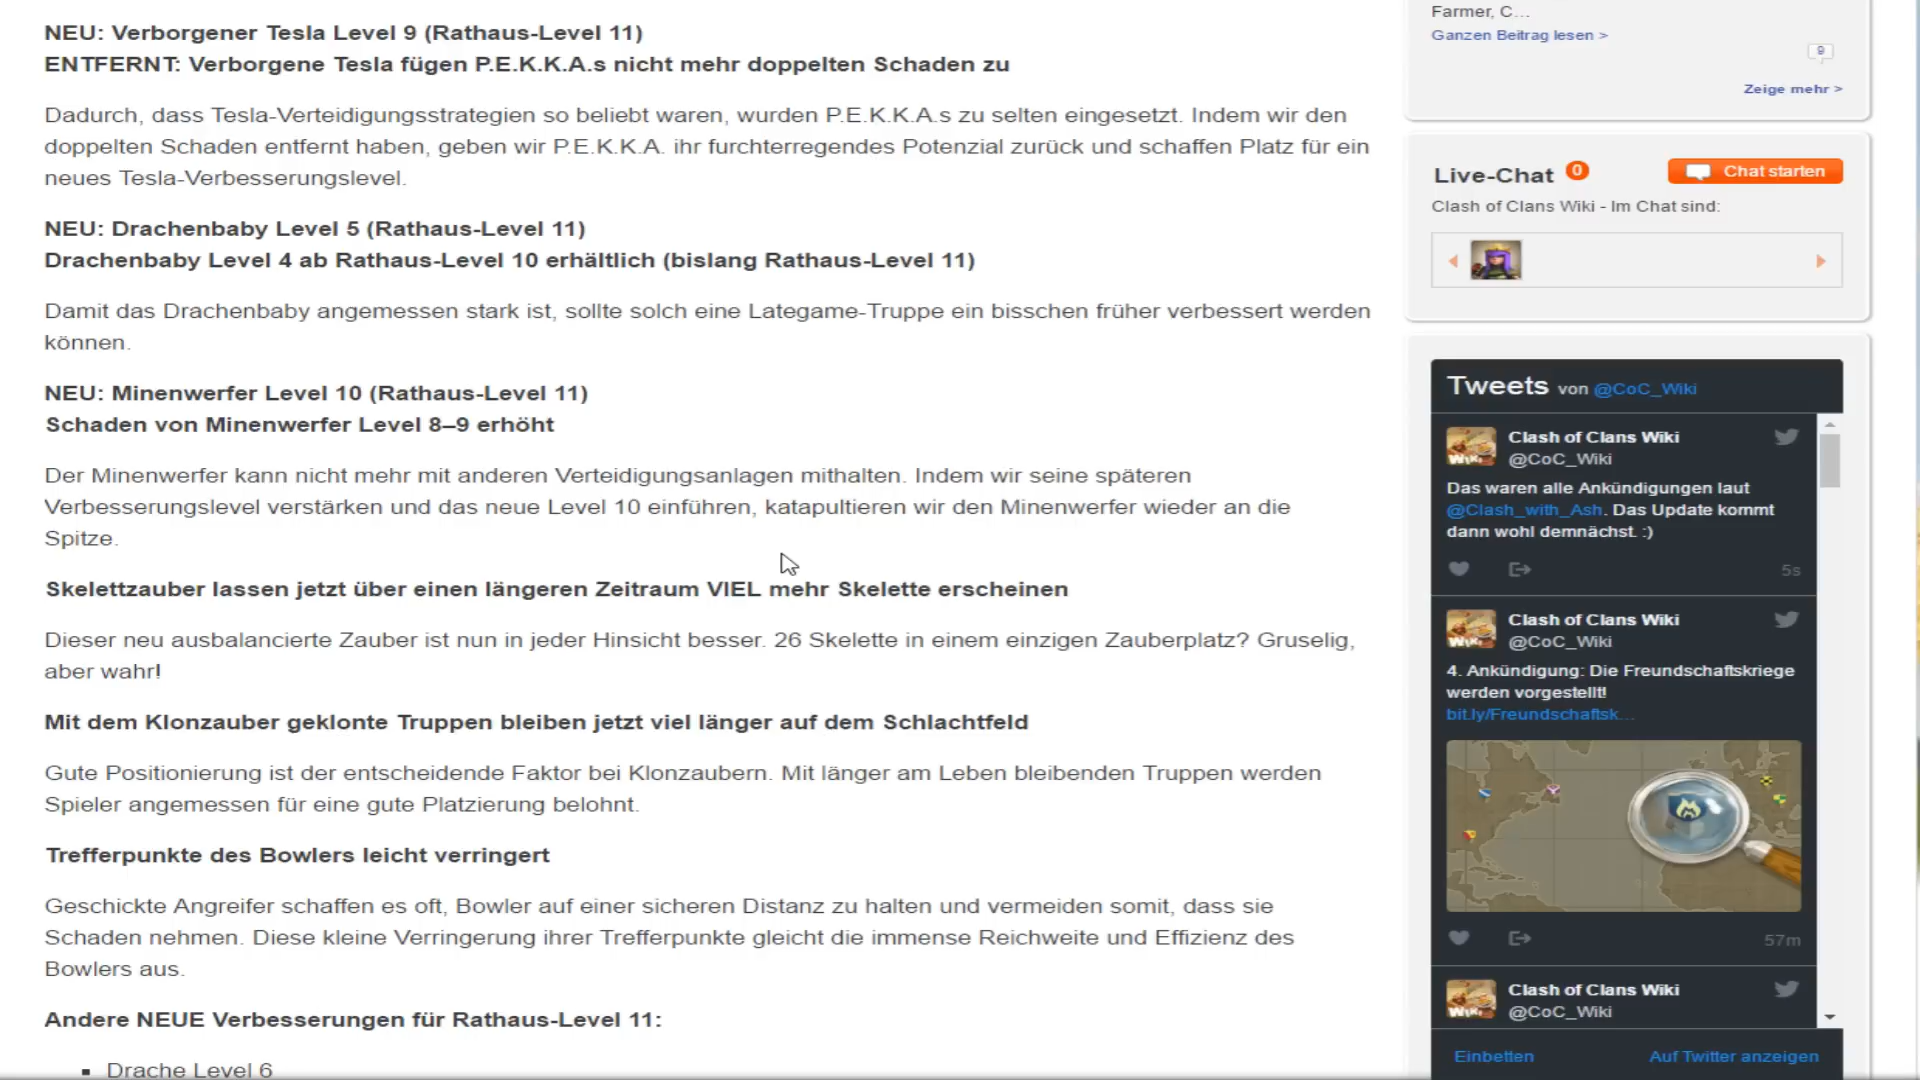 NEU: Verborgener Tesla Level 9 (Rathaus-Level 11)
ENTFERNT: Verborgene Tesla fügen P.E.K.K.A.s nicht mehr doppelten Schaden zu
Dadurch, dass Tesla-Verteidigungsstrategien so beliebt waren, wurden P.E.K.K.A.s zu selten eingesetzt. Indem wir den
doppelten Schaden entfernt haben, geben wir P.E.K.K.A. ihr furchterregendes Potenzial zurück und schaffen Platz für ein
neues Tesla-Verbesserungslevel.
NEU: Drachenbaby Level 5 (Rathaus-Level 11)
Drachenbaby Level 4 ab Rathaus-Level 10 erhältlich (bislang Rathaus-Level 11)
Damit das Drachenbaby angemessen stark ist, sollte solch eine Lategame-Truppe ein bisschen früher verbessert werden
können.
NEU: Minenwerfer Level 10 (Rathaus-Level 11)
Schaden von Minenwerfer Level 8–9 erhöht
Der Minenwerfer kann nicht mehr mit anderen Verteidigungsanlagen mithalten. Indem wir seine späteren
Verbesserungslevel verstärken und das neue Level 10 einführen, katapultieren wir den Minenwerfer wieder an die
Spitze.
Skelettzauber lassen jetzt über einen längeren Zeitraum VIEL mehr Skelette erscheinen
Dieser neu ausbalancierte Zauber ist nun in jeder Hinsicht besser. 26 Skelette in einem einzigen Zauberplatz? Gruselig,
aber wahr!
Mit dem Klonzauber geklonte Truppen bleiben jetzt viel länger auf dem Schlachtfeld
Gute Positionierung ist der entscheidende Faktor bei Klonzaubern. Mit länger am Leben bleibenden Truppen werden
Spieler angemessen für eine gute Platzierung belohnt.
Trefferpunkte des Bowlers leicht verringert
Geschickte Angreifer schaffen es oft, Bowler auf einer sicheren Distanz zu halten und vermeiden somit, dass sie
Schaden nehmen. Diese kleine Verringerung ihrer Trefferpunkte gleicht die immense Reichweite und Effizienz des
Bowlers aus.
Andere NEUE Verbesserungen für Rathaus-Level 11:
▪ Drache Level 6
Farmer, C...
Ganzen Beitrag lesen >
9
Zeige mehr >
Live-Chat 0
Chat starten
Clash of Clans Wiki - Im Chat sind:
Tweets von @CoC_Wiki
Clash of Clans Wiki
@CoC_Wiki
Das waren alle Ankündigungen laut
@Clash_with_Ash. Das Update kommt
dann wohl demnächst. :)
5s
Clash of Clans Wiki
@CoC_Wiki
4. Ankündigung: Die Freundschaftskriege
werden vorgestellt!
bit.ly/Freundschaftsk...
57m
Clash of Clans Wiki
@CoC_Wiki
Einbetten
Auf Twitter anzeigen